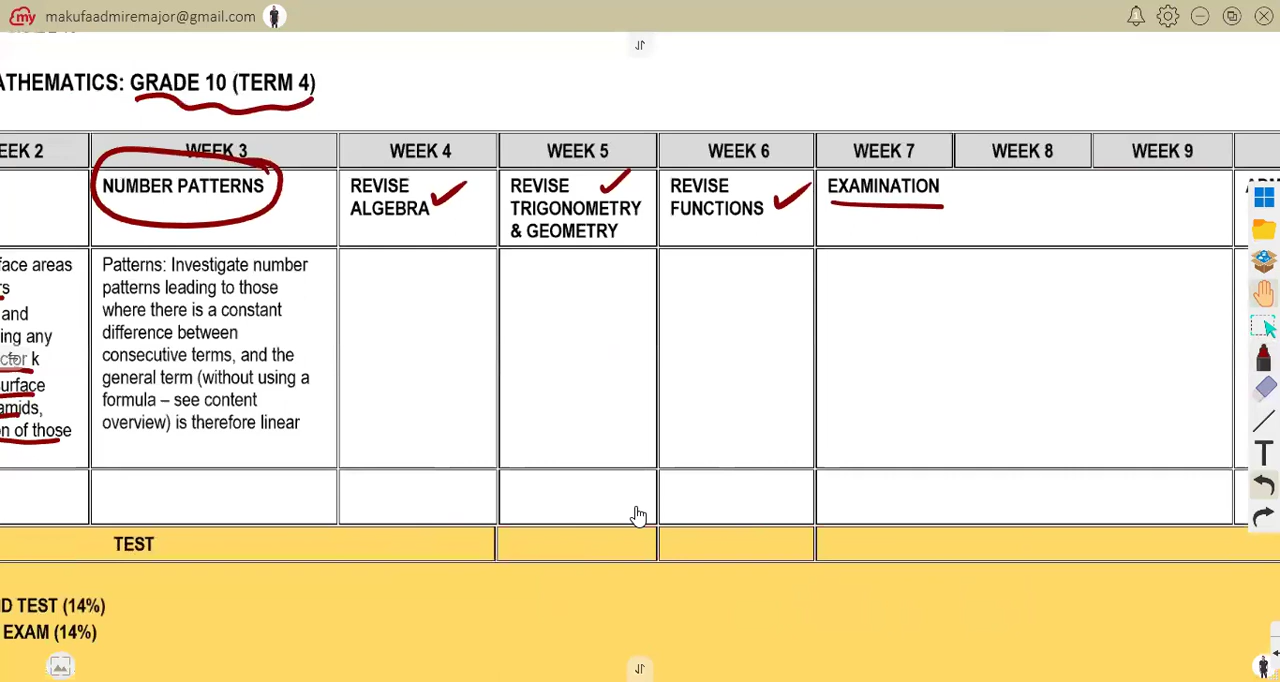 my makufaadmiremajor@gmail.com
ATHEMATICS: GRADE 10 (TERM 4)
EEK 2
WEEK 3
WEEK 4
WEEK 5
WEEK 6
WEEK 7
WEEK 8
WEEK 9
NUMBER PATTERNS
REVISE
ALGEBRA
REVISE
TRIGONOMETRY
& GEOMETRY
REVISE
FUNCTIONS
EXAMINATION
face areas
rs
and
ing any
ctor k
surface
amids,
on of those
Patterns: Investigate number
patterns leading to those
where there is a constant
difference between
consecutive terms, and the
general term (without using a
formula – see content
overview) is therefore linear
TEST
D TEST (14%)
EXAM (14%)